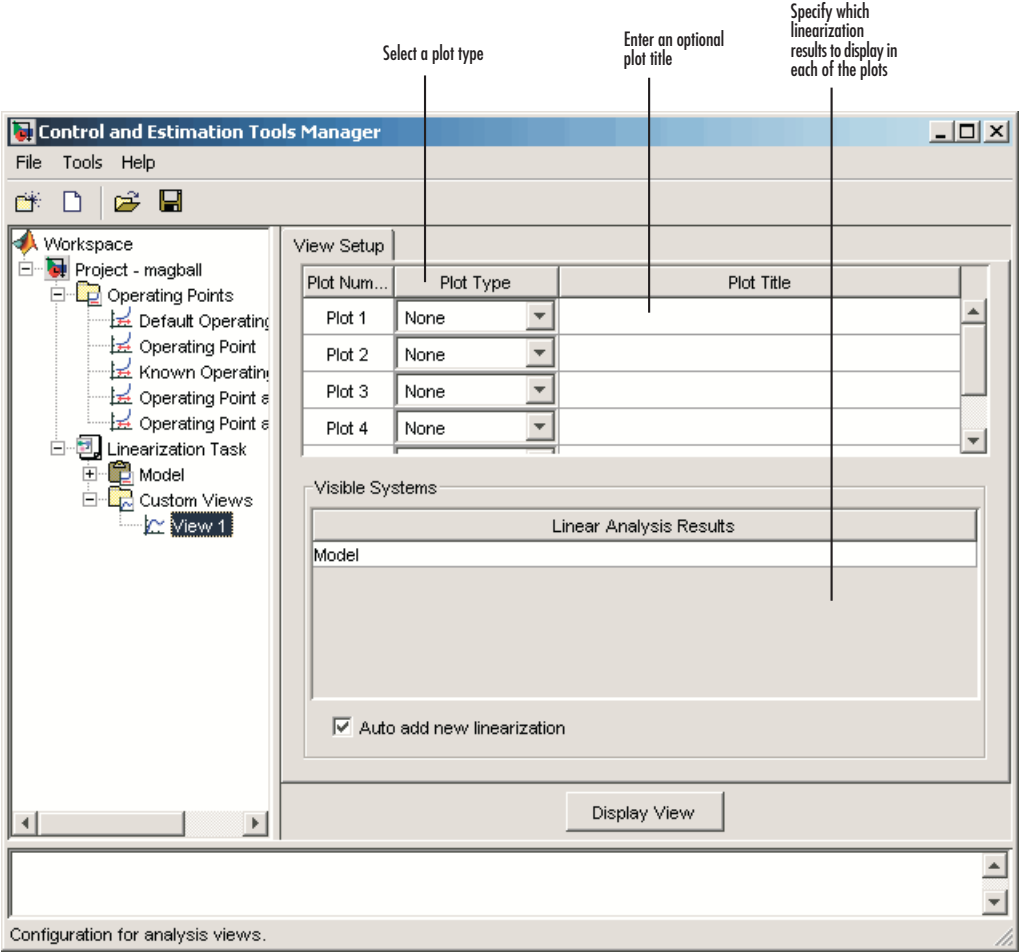 Specify which
linearization
results to display in
each of the plots
Enter an optional
plot title
Select a plot type
Control and Estimation Tools Manager
File Tools Help
Workspace
Project - magball
Operating Points
Default Operating
Operating Point
Known Operating
Operating Point a
Operating Point a
Linearization Task
Model
Custom Views
View 1
View Setup
Plot Num... Plot Type Plot Title
Plot 1 None
Plot 2 None
Plot 3 None
Plot 4 None
Visible Systems
Linear Analysis Results
Model
Auto add new linearization
Display View
Configuration for analysis views.